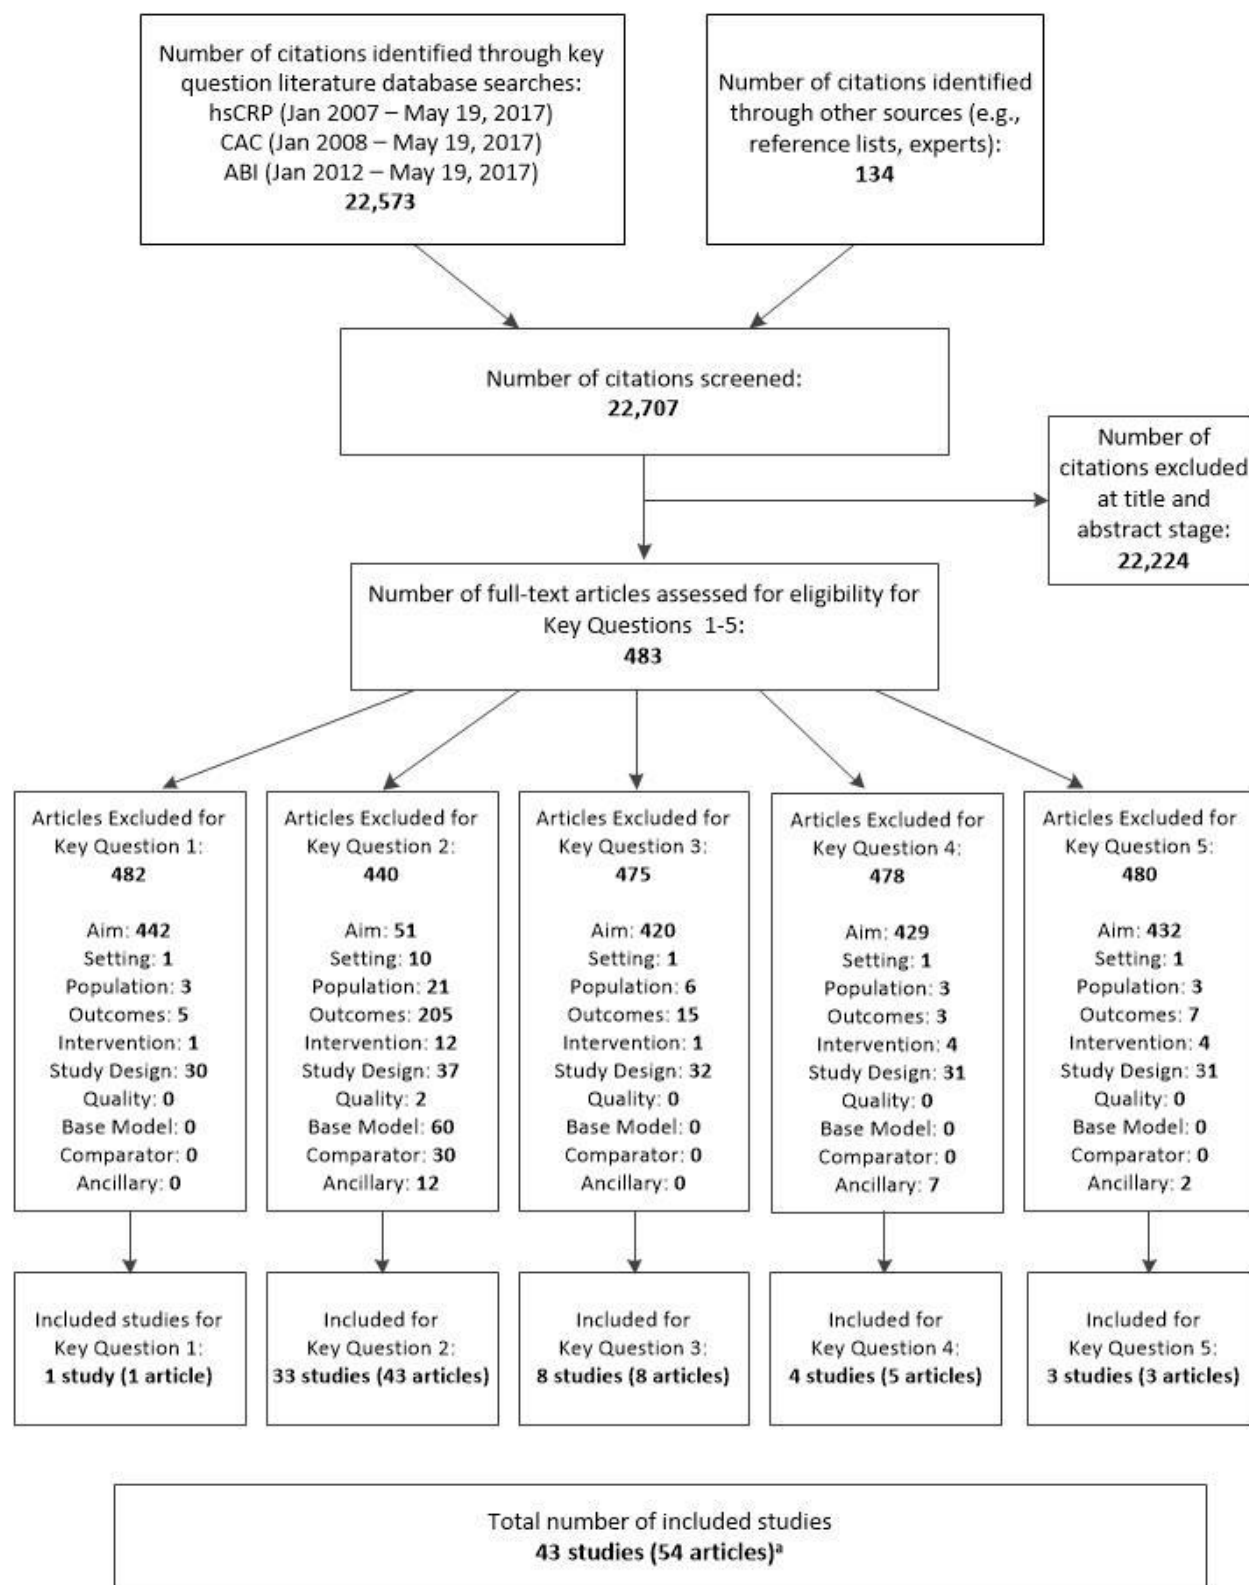 Number of citations identified through key
question literature database searches:
hsCRP (Jan 2007 – May 19, 2017)
CAC (Jan 2008 – May 19, 2017)
ABI (Jan 2012 – May 19, 2017)
22,573
Number of citations identified
through other sources (e.g.,
reference lists, experts):
134
Number of citations screened:
22,707
Number of
citations excluded
at title and
abstract stage:
22,224
Number of full-text articles assessed for eligibility for
Key Questions 1-5:
483
Articles Excluded for
Key Question 1:
482
Aim: 442
Setting: 1
Population: 3
Outcomes: 5
Intervention: 1
Study Design: 30
Quality: 0
Base Model: 0
Comparator: 0
Ancillary: 0
Articles Excluded for
Key Question 2:
440
Aim: 51
Setting: 10
Population: 21
Outcomes: 205
Intervention: 12
Study Design: 37
Quality: 2
Base Model: 60
Comparator: 30
Ancillary: 12
Articles Excluded for
Key Question 3:
475
Aim: 420
Setting: 1
Population: 6
Outcomes: 15
Intervention: 1
Study Design: 32
Quality: 0
Base Model: 0
Comparator: 0
Ancillary: 0
Articles Excluded for
Key Question 4:
478
Aim: 429
Setting: 1
Population: 3
Outcomes: 3
Intervention: 4
Study Design: 31
Quality: 0
Base Model: 0
Comparator: 0
Ancillary: 7
Articles Excluded for
Key Question 5:
480
Aim: 432
Setting: 1
Population: 3
Outcomes: 7
Intervention: 4
Study Design: 31
Quality: 0
Base Model: 0
Comparator: 0
Ancillary: 2
Included studies for
Key Question 1:
1 study (1 article)
Included for
Key Question 2:
33 studies (43 articles)
Included for
Key Question 3:
8 studies (8 articles)
Included for
Key Question 4:
4 studies (5 articles)
Included for
Key Question 5:
3 studies (3 articles)
Total number of included studies
43 studies (54 articles)ᵃ